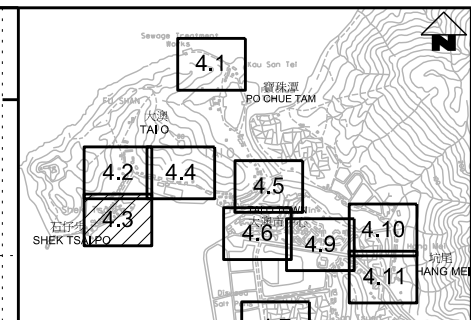 N
Sewage Treatment
Works
4.1
Kau San Tei
寶珠潭
PO CHUE TAM
FU SHAN
大澳
TAI O
4.2
4.4
4.5
4.3
石仔埗
SHEK TSAI PO
4.6
4.9
4.10
坑尾
HANG MEI
4.11